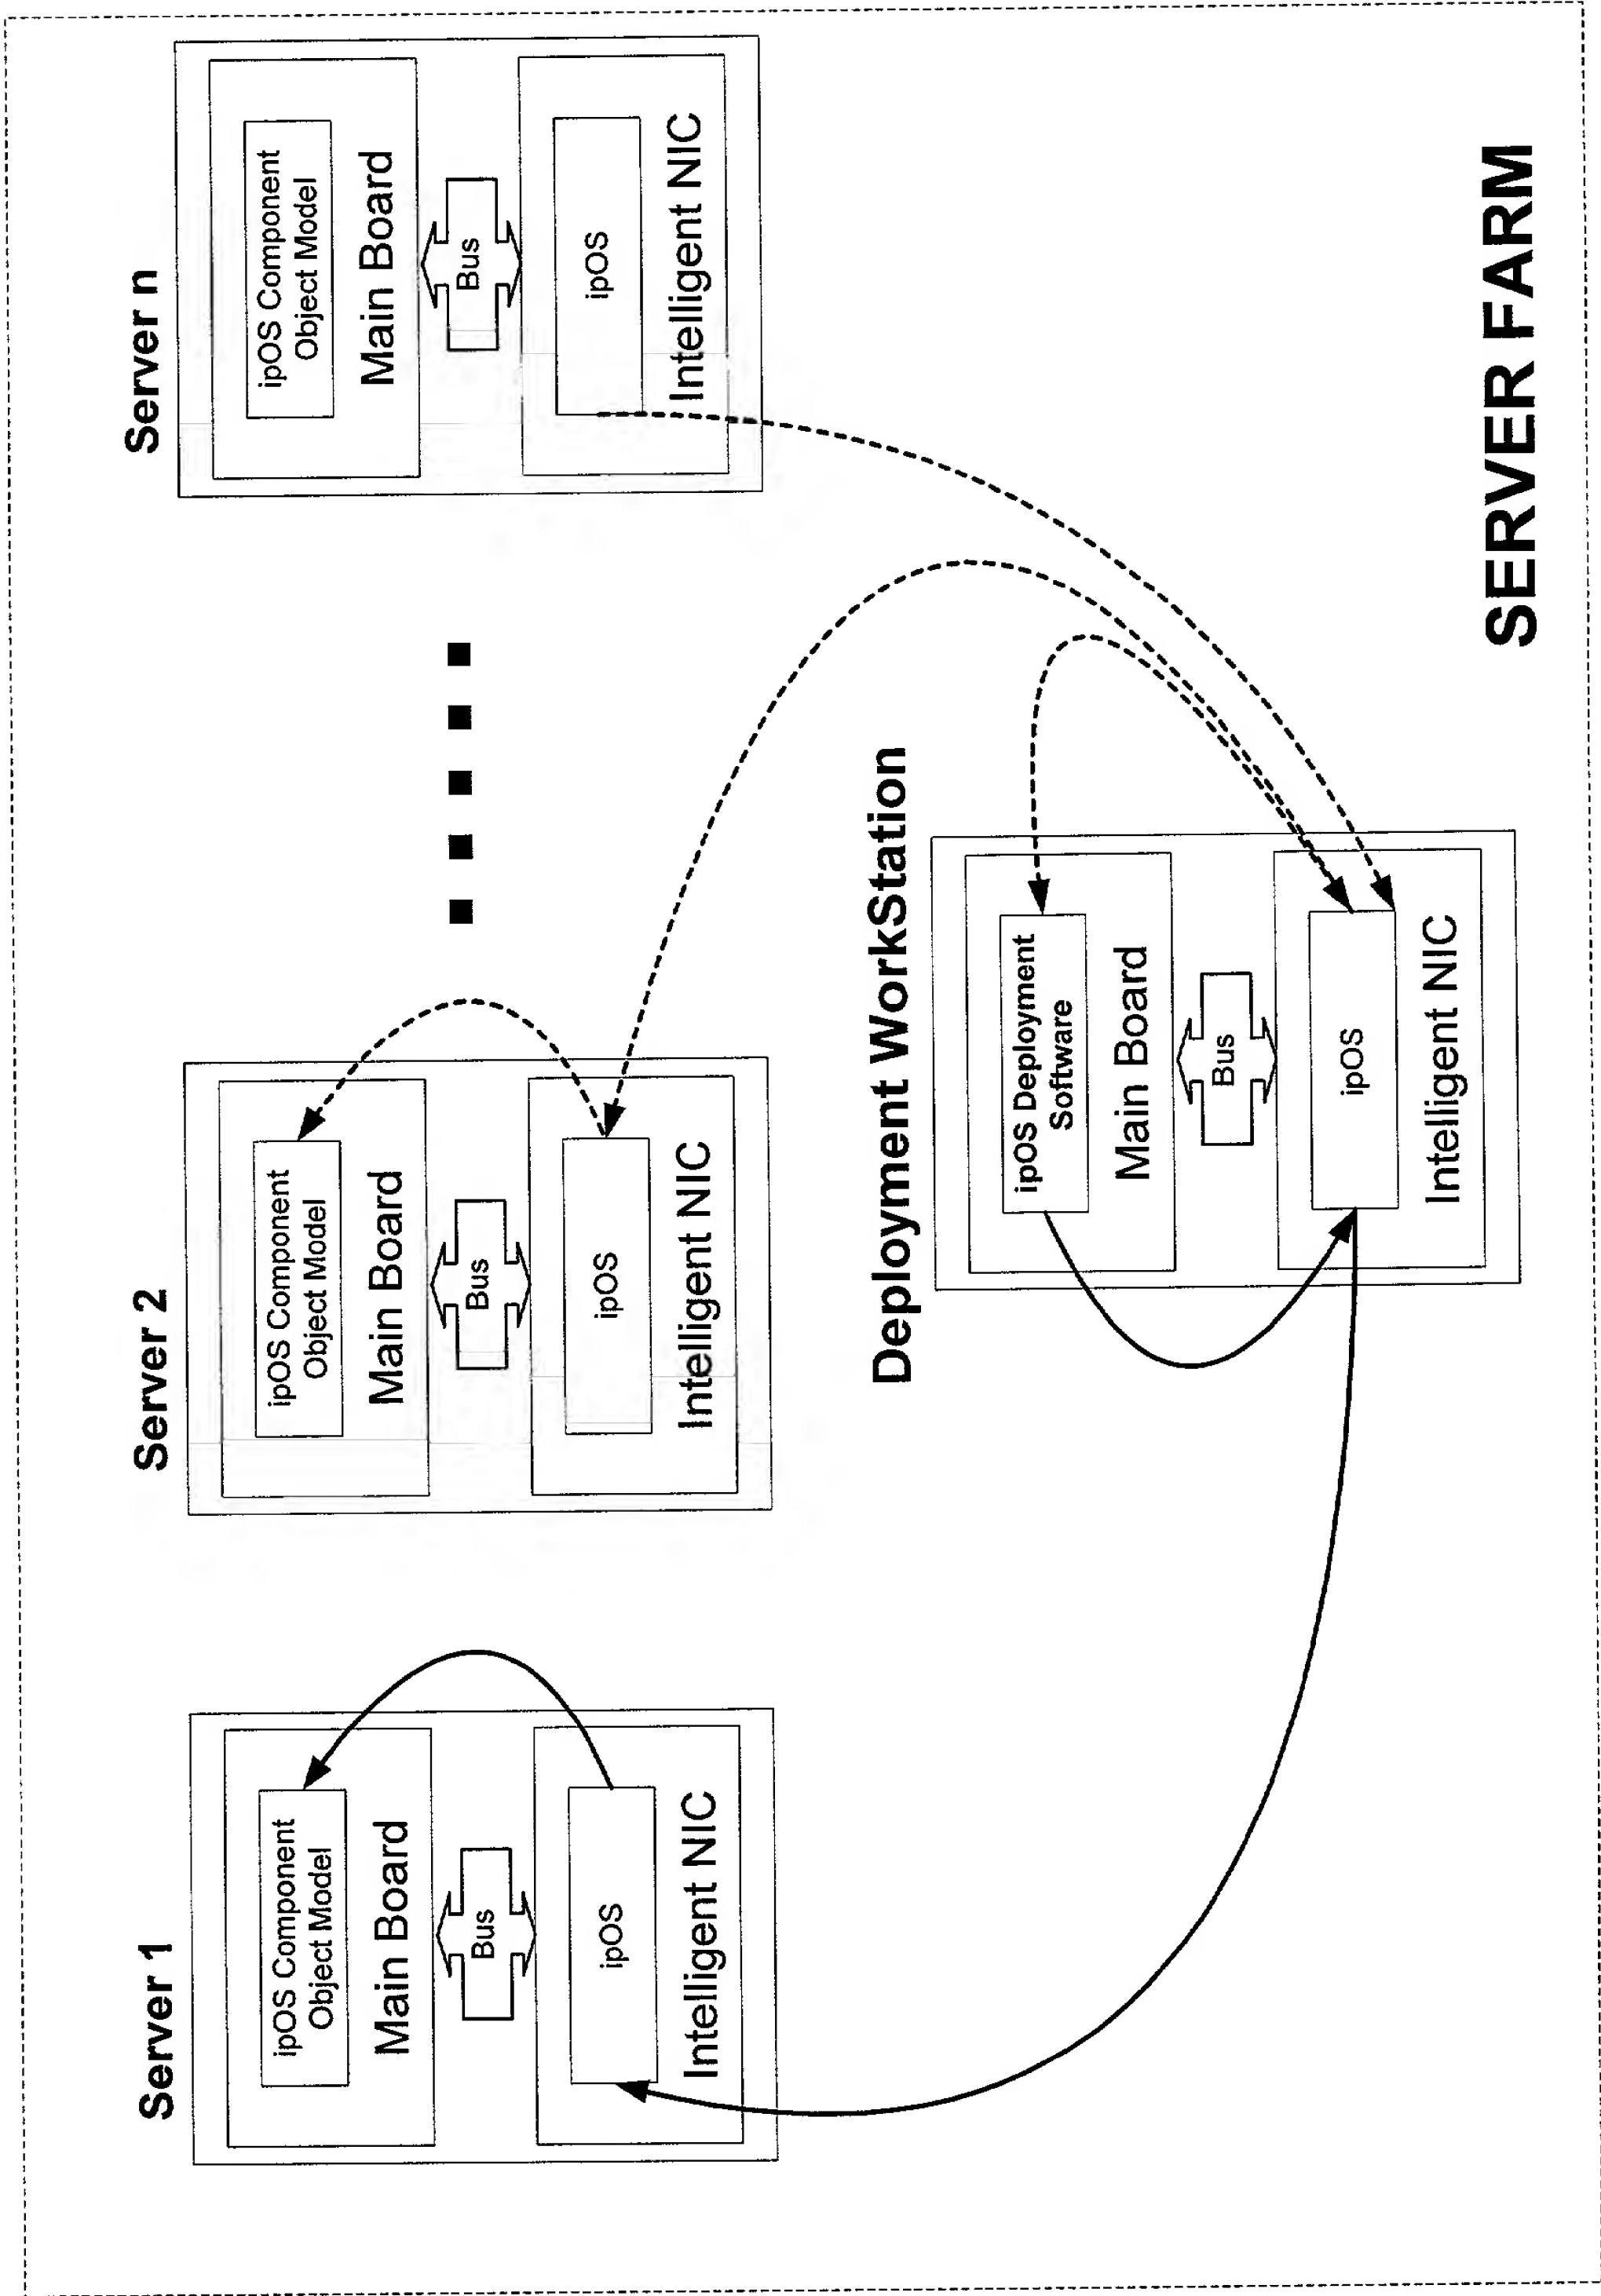 Server 1
ipOS Component
Object Model
Main Board
Bus
ipOS
Intelligent NIC
Server 2
ipOS Component
Object Model
Main Board
Bus
ipOS
Intelligent NIC
Server n
ipOS Component
Object Model
Main Board
Bus
ipOS
Intelligent NIC
Deployment WorkStation
ipOS Deployment
Software
Main Board
Bus
ipOS
Intelligent NIC
SERVER FARM